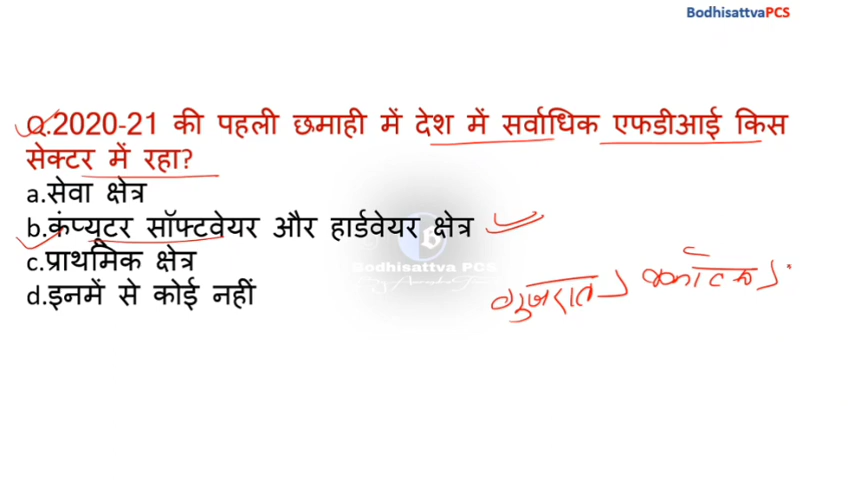 BodhisattvaPCS
Q.2020-21 की पहली छमाही में देश में सर्वाधिक एफडीआई किस
सेक्टर में रहा?
a.सेवा क्षेत्र
b.कंप्यूटर सॉफ्टवेयर और हार्डवेयर क्षेत्र
c.प्राथमिक क्षेत्र
Bodhisattva PCS
d.इनमें से कोई नहीं
गुजरात कर्नाटक